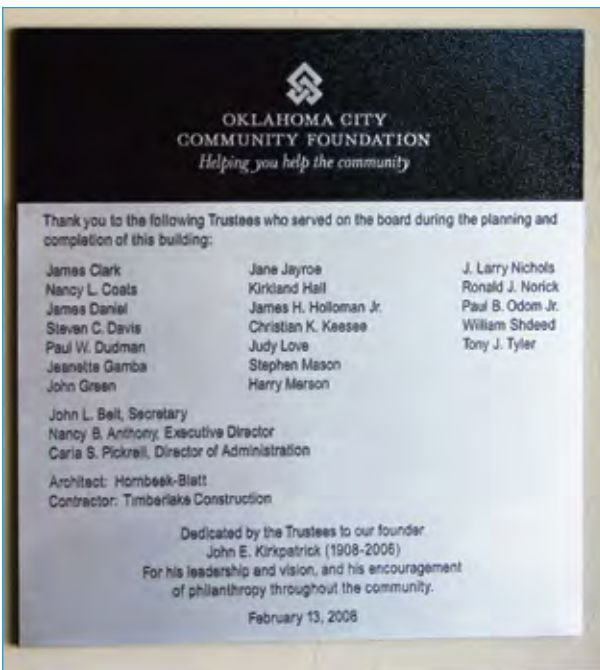 OKLAHOMA CITY
COMMUNITY FOUNDATION
Helping you help the community
Thank you to the following Trustees who served on the board during the planning and
completion of this building:
James Clark
Nancy L. Coats
James Daniel
Steven C. Davis
Paul W. Dudman
Jeanette Gamba
John Green
Jane Jayroe
Kirkland Hall
James H. Holloman Jr.
Christian K. Keesee
Judy Love
Stephen Mason
Harry Merson
J. Larry Nichols
Ronald J. Norick
Paul B. Odom Jr.
William Shdeed
Tony J. Tyler
John L. Belt, Secretary
Nancy B. Anthony, Executive Director
Carla S. Pickrell, Director of Administration
Architect: Hornbeek-Blatt
Contractor: Timberlake Construction
Dedicated by the Trustees to our founder
John E. Kirkpatrick (1908-2006)
For his leadership and vision, and his encouragement
of philanthropy throughout the community.
February 13, 2008